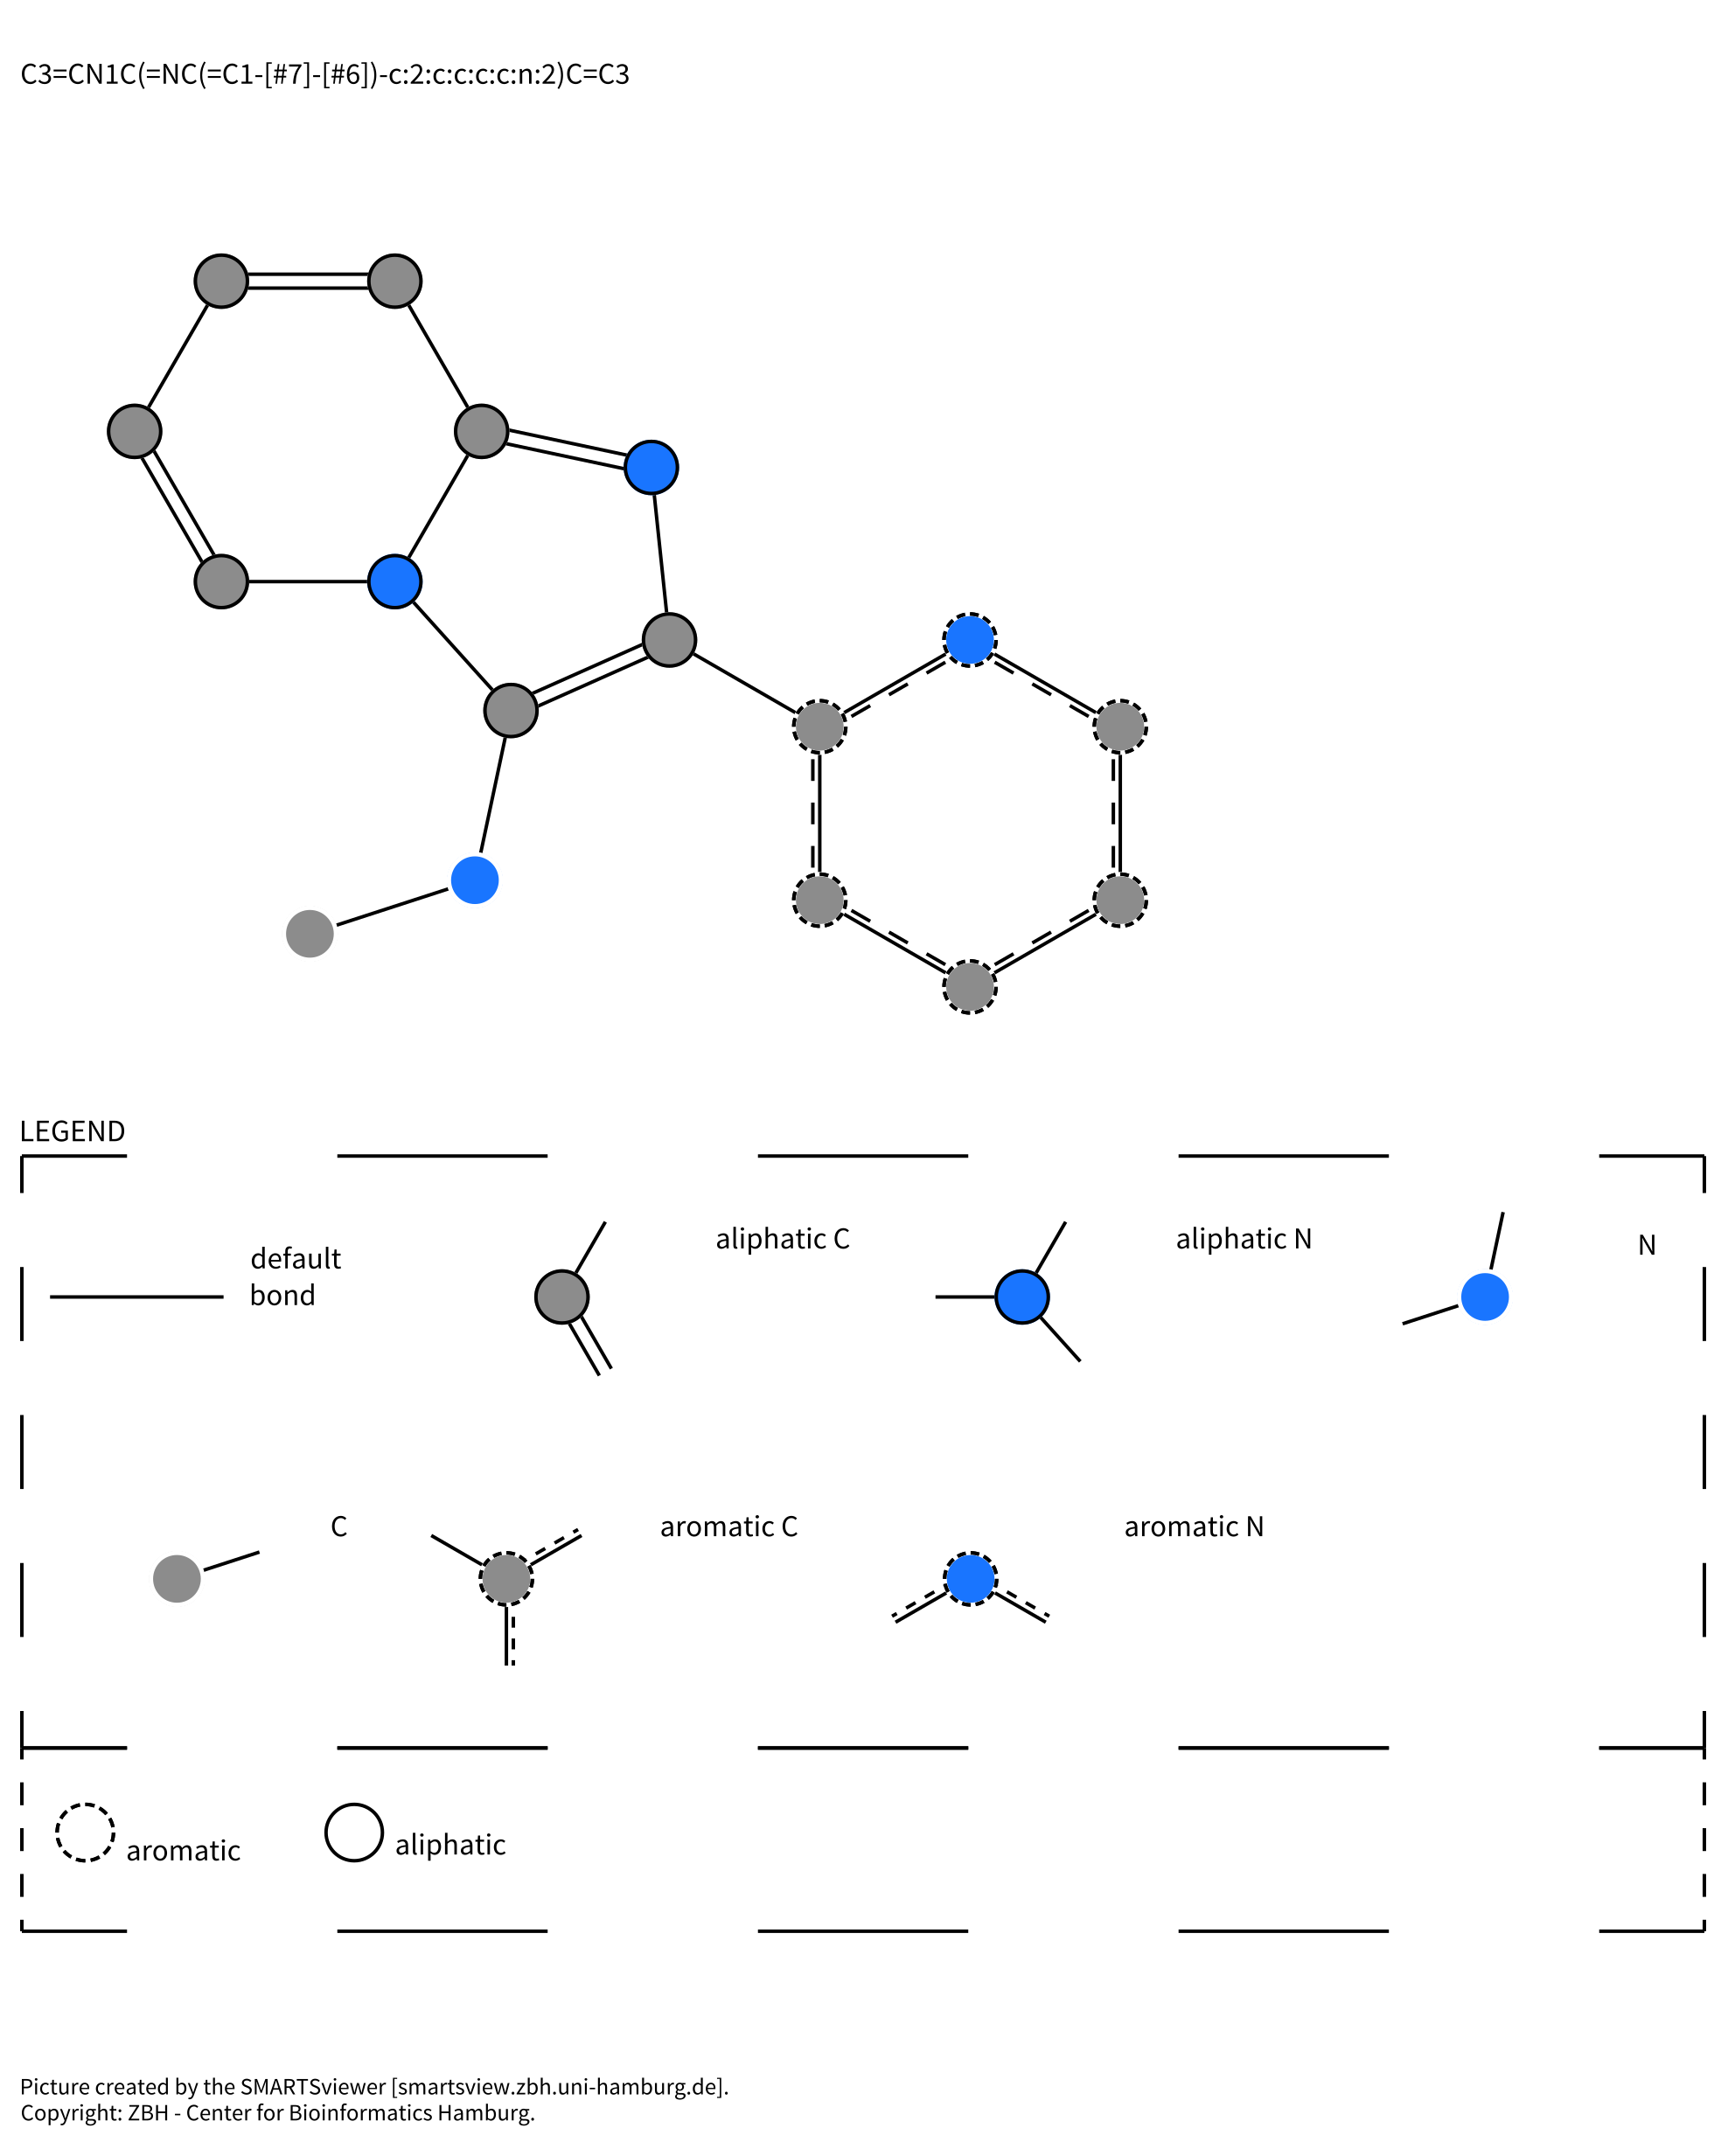 C3=CN1C(=NC(=C1-[#7]-[#6])-c:2:c:c:c:c:n:2)C=C3
LEGEND
default
bond
aliphatic C
aliphatic N
N
C
aromatic C
aromatic N
aromatic
aliphatic
Picture created by the SMARTSviewer [smartsview.zbh.uni-hamburg.de].
Copyright: ZBH - Center for Bioinformatics Hamburg.